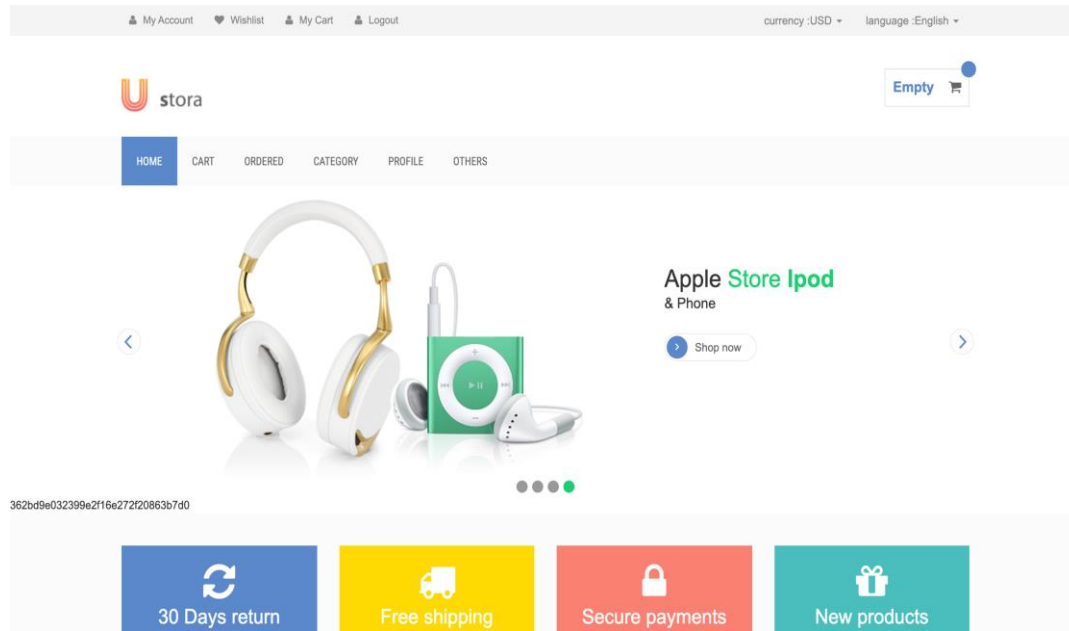 My Account Wishlist My Cart Logout currency :USD language :English
Empty
stora
HOME CART ORDERED CATEGORY PROFILE OTHERS
Apple Store Ipod
& Phone
Shop now
362bd9e032399e2f16e272f20863b7d0
30 Days return Free shipping Secure payments New products